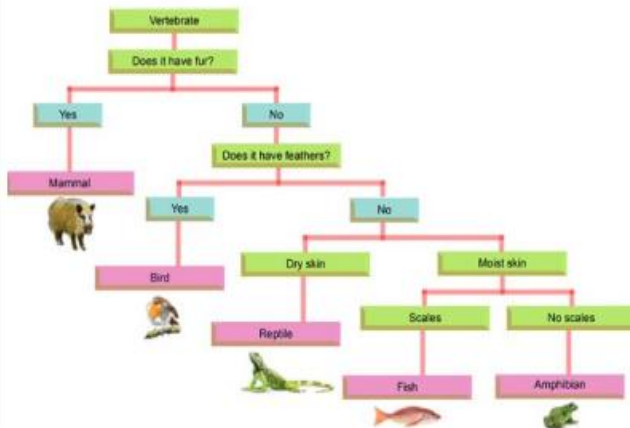 Vertebrate
Does it have fur?
Yes
No
Does it have feathers?
Mammal
Yes
No
Bird
Dry skin
Moist skin
Reptile
Scales
No scales
Fish
Amphibian